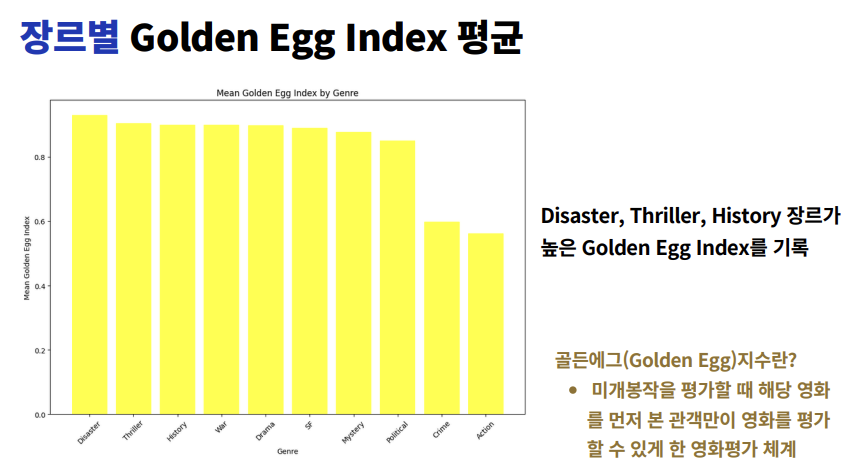 장르별 Golden Egg Index 평균
Mean Golden Egg Index by Genre
Mean Golden Egg Index
0.8
0.6
0.4
0.2
0.0
Disaster
Thriller
History
War
Drama
SF
Mystery
Political
Crime
Action
Genre
Disaster, Thriller, History 장르가
높은 Golden Egg Index를 기록
골든에그(Golden Egg)지수란?
• 미개봉작을 평가할 때 해당 영화
를 먼저 본 관객만이 영화를 평가
할 수 있게 한 영화평가 체계